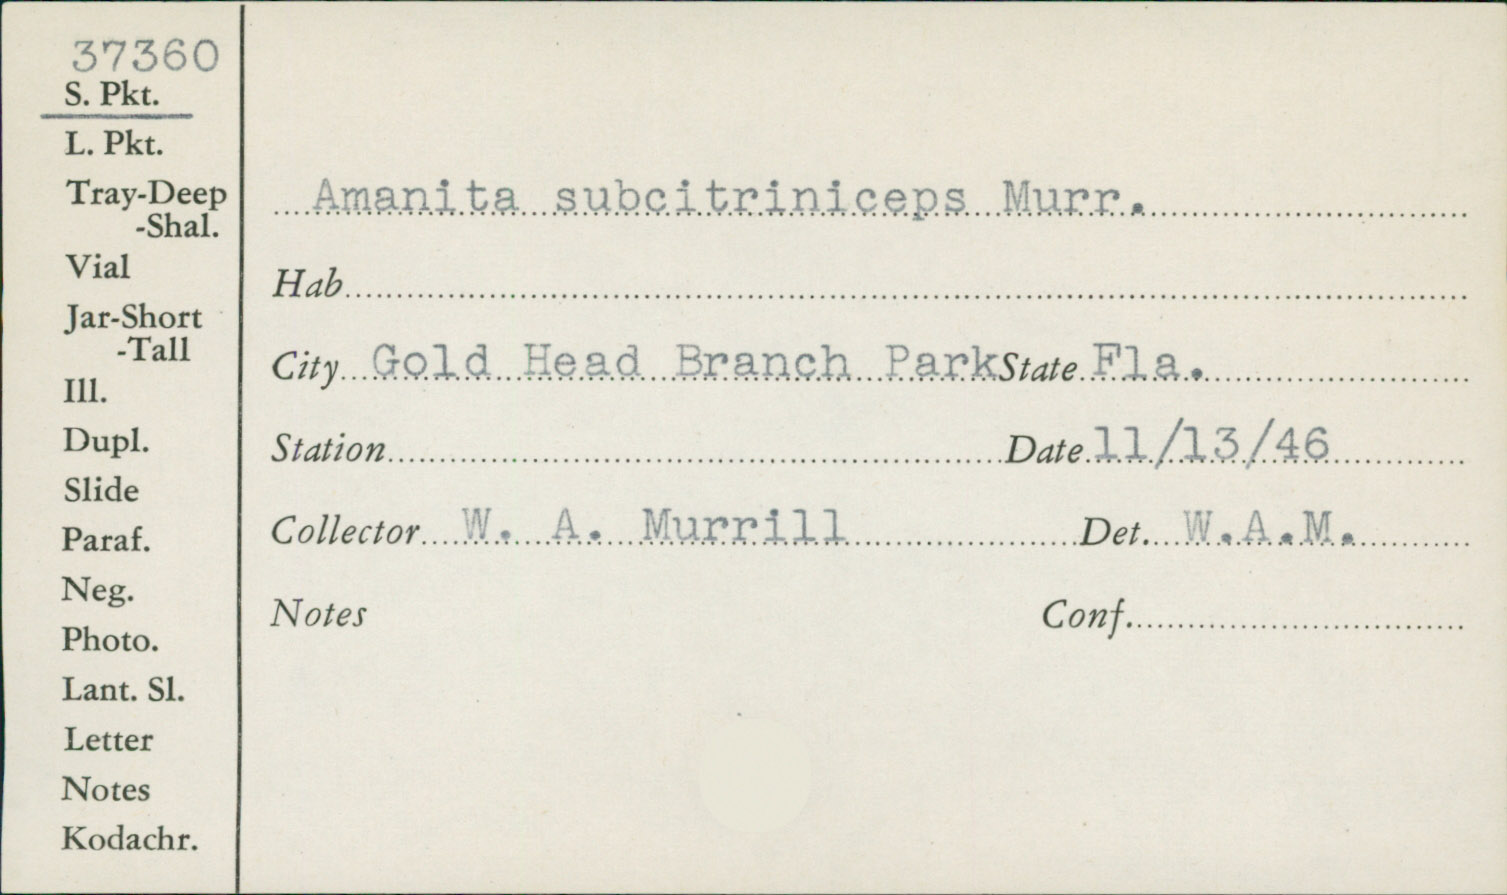 37360
S. Pkt.
L. Pkt.
Tray-Deep
-Shal.
Vial
Jar-Short
-Tall
Ill.
Dupl.
Slide
Paraf.
Neg.
Photo.
Lant. Sl.
Letter
Notes
Kodachr.
Amanita subcitriniceps Murr.
Hab
City Gold Head Branch Park State Fla.
Station Date 11/13/46
Collector W. A. Murrill Det. W.A.M.
Notes Conf.